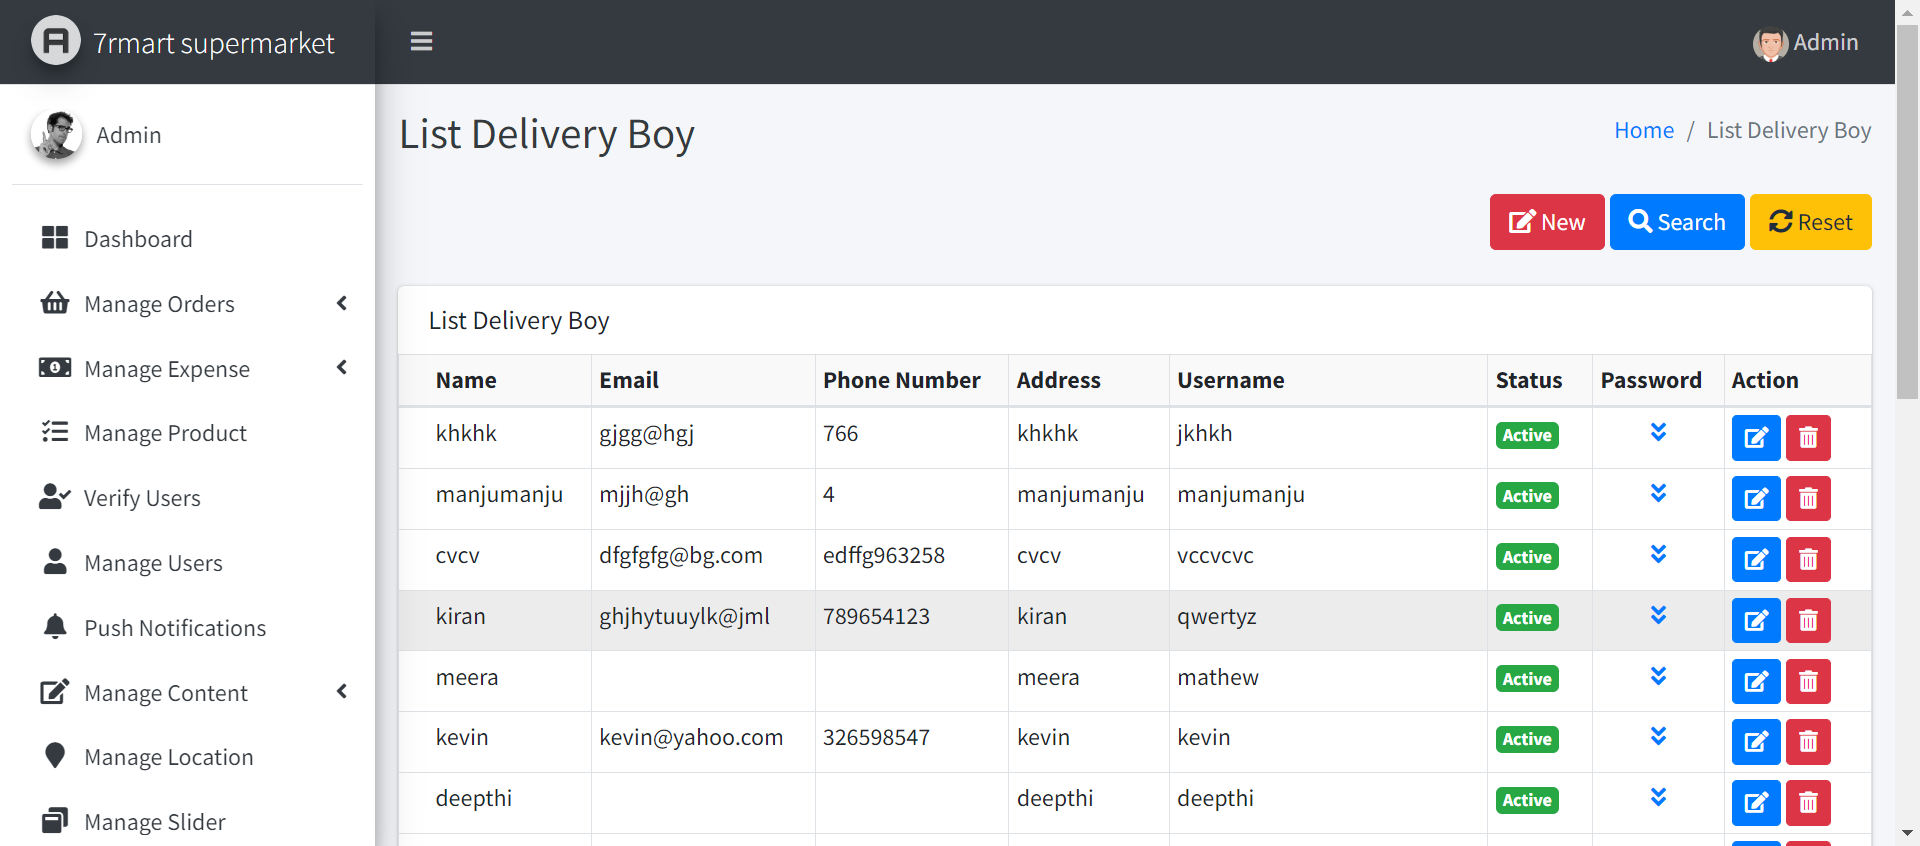 7rmart supermarket
Admin
Admin
List Delivery Boy
Home / List Delivery Boy
Dashboard
Manage Orders
Manage Expense
Manage Product
Verify Users
Manage Users
Push Notifications
Manage Content
Manage Location
Manage Slider
New Search Reset
List Delivery Boy
Name Email Phone Number Address Username Status Password Action
khkhk gjgg@hgj 766 khkhk jkhkh Active
manjumanju mjjh@gh 4 manjumanju manjumanju Active
cvcv dfgfgfg@bg.com edffg963258 cvcv vccvcvc Active
kiran ghjhytuuylk@jml 789654123 kiran qwertyz Active
meera meera mathew Active
kevin kevin@yahoo.com 326598547 kevin kevin Active
deepthi deepthi deepthi Active